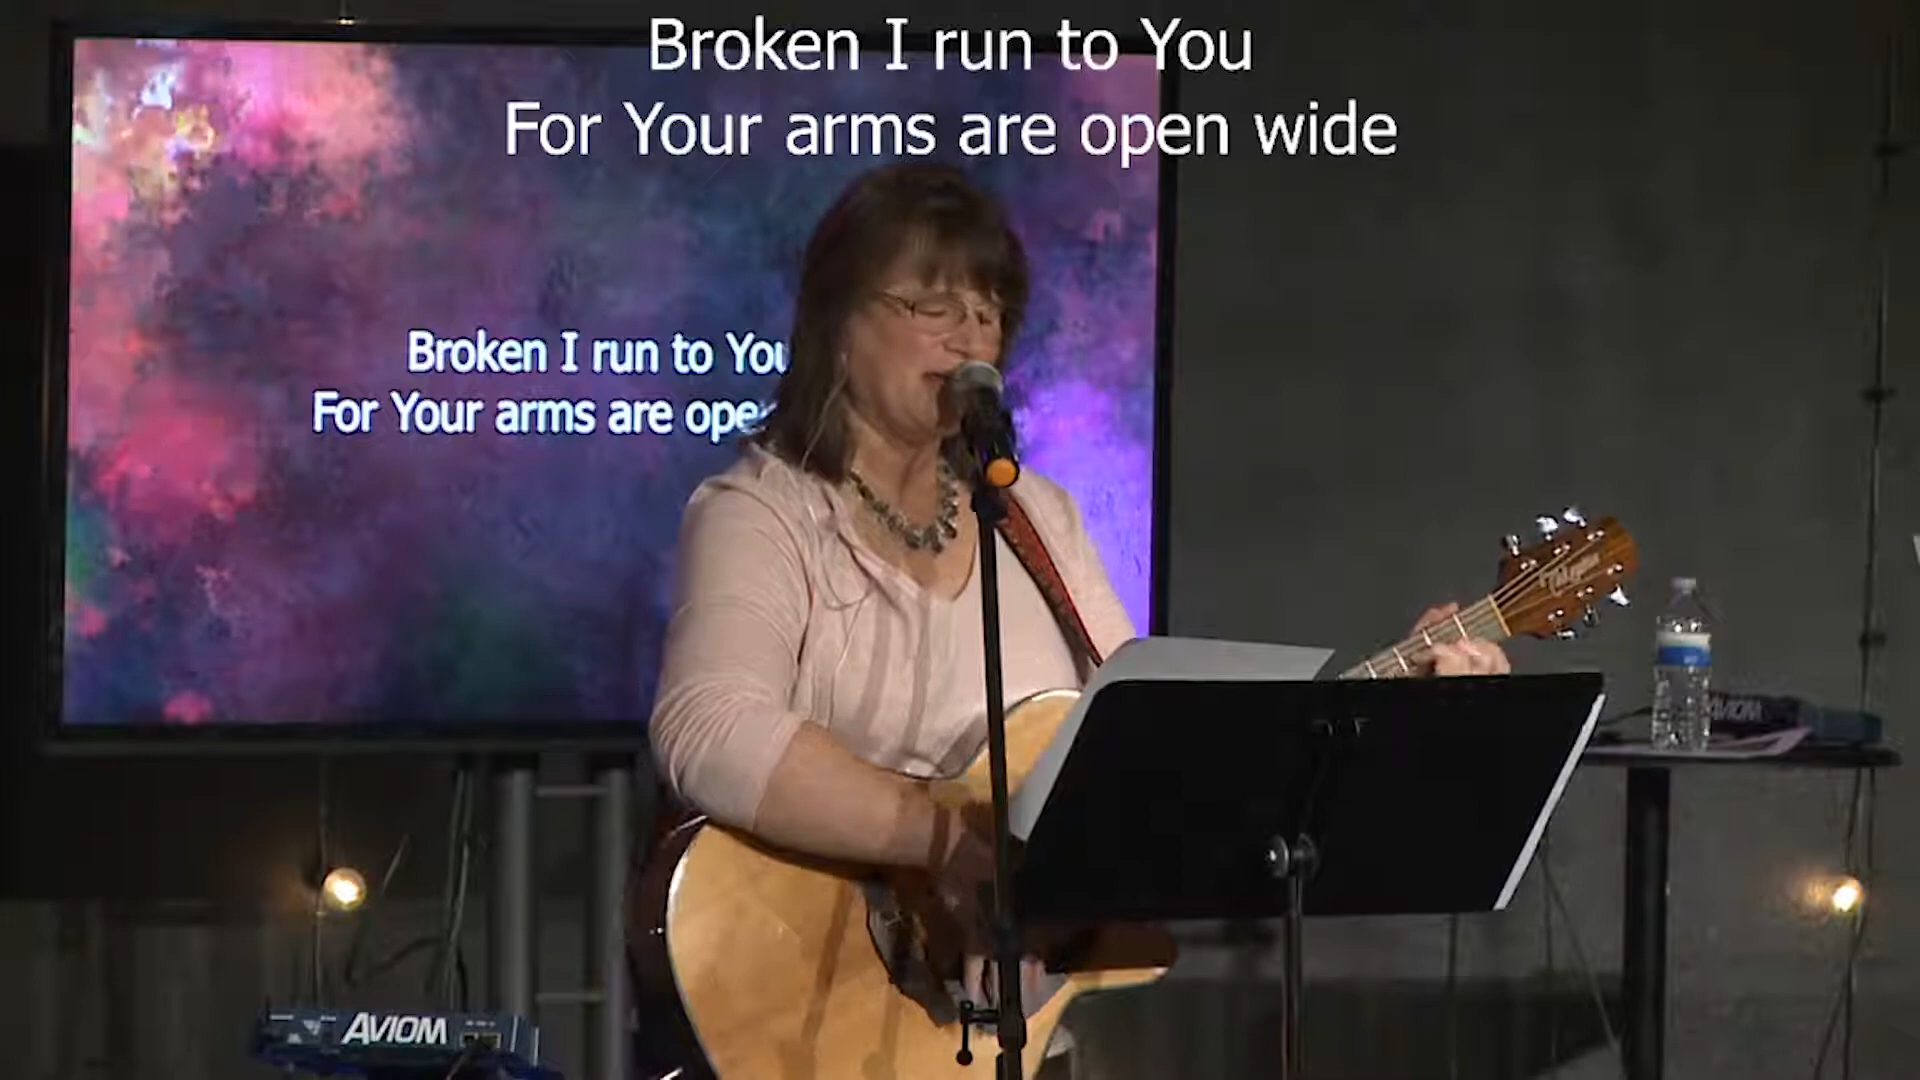 Broken I run to You
For Your arms are open wide
Broken I run to You
For Your arms are ope
AVIOM
AVIOM